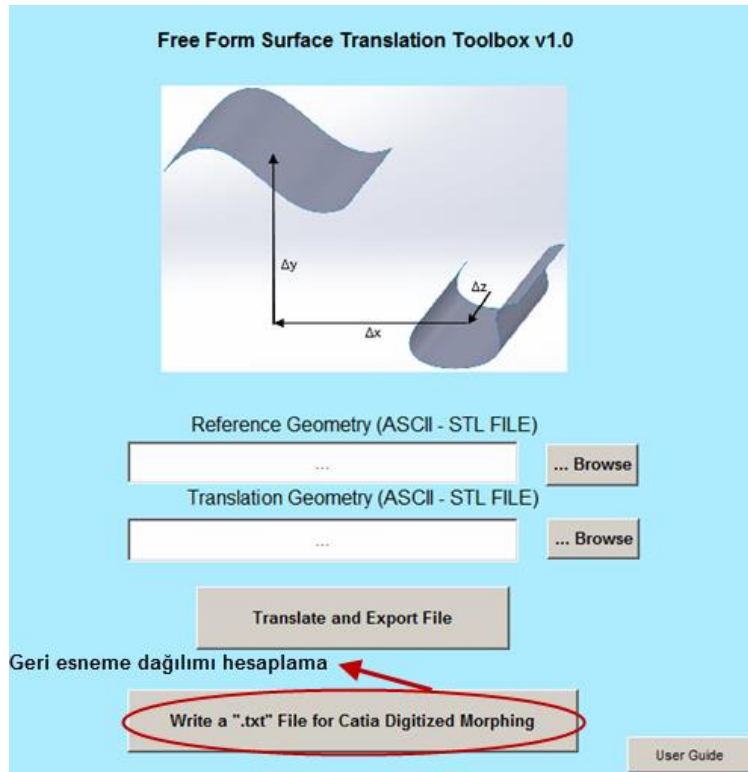 Free Form Surface Translation Toolbox v1.0
Δy
Δz
Δx
Reference Geometry (ASCII - STL FILE)
...
... Browse
Translation Geometry (ASCII - STL FILE)
...
... Browse
Translate and Export File
Geri esneme dağılımı hesaplama
Write a ".txt" File for Catia Digitized Morphing
User Guide